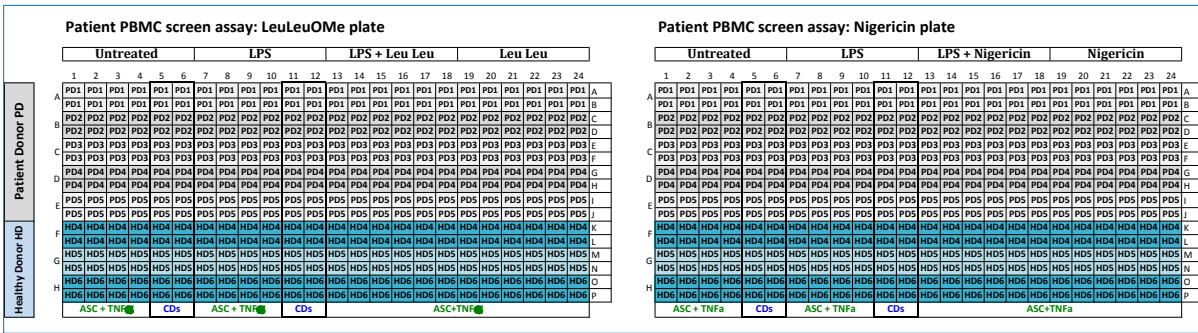 Patient PBMC screen assay: LeuLeuOMe plate
Untreated LPS LPS + Leu Leu Leu Leu
1 2 3 4 5 6 7 8 9 10 11 12 13 14 15 16 17 18 19 20 21 22 23 24
Patient Donor PD
A PD1 PD1 PD1 PD1 PD1 PD1 PD1 PD1 PD1 PD1 PD1 PD1 PD1 PD1 PD1 PD1 PD1 PD1 PD1 PD1 PD1 PD1 PD1 PD1 A
PD1 PD1 PD1 PD1 PD1 PD1 PD1 PD1 PD1 PD1 PD1 PD1 PD1 PD1 PD1 PD1 PD1 PD1 PD1 PD1 PD1 PD1 PD1 PD1 B
B PD2 PD2 PD2 PD2 PD2 PD2 PD2 PD2 PD2 PD2 PD2 PD2 PD2 PD2 PD2 PD2 PD2 PD2 PD2 PD2 PD2 PD2 PD2 PD2 C
PD2 PD2 PD2 PD2 PD2 PD2 PD2 PD2 PD2 PD2 PD2 PD2 PD2 PD2 PD2 PD2 PD2 PD2 PD2 PD2 PD2 PD2 PD2 PD2 D
C PD3 PD3 PD3 PD3 PD3 PD3 PD3 PD3 PD3 PD3 PD3 PD3 PD3 PD3 PD3 PD3 PD3 PD3 PD3 PD3 PD3 PD3 PD3 PD3 E
PD3 PD3 PD3 PD3 PD3 PD3 PD3 PD3 PD3 PD3 PD3 PD3 PD3 PD3 PD3 PD3 PD3 PD3 PD3 PD3 PD3 PD3 PD3 PD3 F
D PD4 PD4 PD4 PD4 PD4 PD4 PD4 PD4 PD4 PD4 PD4 PD4 PD4 PD4 PD4 PD4 PD4 PD4 PD4 PD4 PD4 PD4 PD4 PD4 G
PD4 PD4 PD4 PD4 PD4 PD4 PD4 PD4 PD4 PD4 PD4 PD4 PD4 PD4 PD4 PD4 PD4 PD4 PD4 PD4 PD4 PD4 PD4 PD4 H
E PD5 PD5 PD5 PD5 PD5 PD5 PD5 PD5 PD5 PD5 PD5 PD5 PD5 PD5 PD5 PD5 PD5 PD5 PD5 PD5 PD5 PD5 PD5 PD5 I
PD5 PD5 PD5 PD5 PD5 PD5 PD5 PD5 PD5 PD5 PD5 PD5 PD5 PD5 PD5 PD5 PD5 PD5 PD5 PD5 PD5 PD5 PD5 PD5 J
Healthy Donor HD
F HD4 HD4 HD4 HD4 HD4 HD4 HD4 HD4 HD4 HD4 HD4 HD4 HD4 HD4 HD4 HD4 HD4 HD4 HD4 HD4 HD4 HD4 HD4 HD4 K
HD4 HD4 HD4 HD4 HD4 HD4 HD4 HD4 HD4 HD4 HD4 HD4 HD4 HD4 HD4 HD4 HD4 HD4 HD4 HD4 HD4 HD4 HD4 HD4 L
G HD5 HD5 HD5 HD5 HD5 HD5 HD5 HD5 HD5 HD5 HD5 HD5 HD5 HD5 HD5 HD5 HD5 HD5 HD5 HD5 HD5 HD5 HD5 HD5 M
HD5 HD5 HD5 HD5 HD5 HD5 HD5 HD5 HD5 HD5 HD5 HD5 HD5 HD5 HD5 HD5 HD5 HD5 HD5 HD5 HD5 HD5 HD5 HD5 N
H HD6 HD6 HD6 HD6 HD6 HD6 HD6 HD6 HD6 HD6 HD6 HD6 HD6 HD6 HD6 HD6 HD6 HD6 HD6 HD6 HD6 HD6 HD6 HD6 O
HD6 HD6 HD6 HD6 HD6 HD6 HD6 HD6 HD6 HD6 HD6 HD6 HD6 HD6 HD6 HD6 HD6 HD6 HD6 HD6 HD6 HD6 HD6 HD6 P
ASC + TNF CDs ASC + TNF CDs ASC+TNF
Patient PBMC screen assay: Nigericin plate
Untreated LPS LPS + Nigericin Nigericin
1 2 3 4 5 6 7 8 9 10 11 12 13 14 15 16 17 18 19 20 21 22 23 24
A PD1 PD1 PD1 PD1 PD1 PD1 PD1 PD1 PD1 PD1 PD1 PD1 PD1 PD1 PD1 PD1 PD1 PD1 PD1 PD1 PD1 PD1 PD1 PD1 A
PD1 PD1 PD1 PD1 PD1 PD1 PD1 PD1 PD1 PD1 PD1 PD1 PD1 PD1 PD1 PD1 PD1 PD1 PD1 PD1 PD1 PD1 PD1 PD1 B
B PD2 PD2 PD2 PD2 PD2 PD2 PD2 PD2 PD2 PD2 PD2 PD2 PD2 PD2 PD2 PD2 PD2 PD2 PD2 PD2 PD2 PD2 PD2 PD2 C
PD2 PD2 PD2 PD2 PD2 PD2 PD2 PD2 PD2 PD2 PD2 PD2 PD2 PD2 PD2 PD2 PD2 PD2 PD2 PD2 PD2 PD2 PD2 PD2 D
C PD3 PD3 PD3 PD3 PD3 PD3 PD3 PD3 PD3 PD3 PD3 PD3 PD3 PD3 PD3 PD3 PD3 PD3 PD3 PD3 PD3 PD3 PD3 PD3 E
PD3 PD3 PD3 PD3 PD3 PD3 PD3 PD3 PD3 PD3 PD3 PD3 PD3 PD3 PD3 PD3 PD3 PD3 PD3 PD3 PD3 PD3 PD3 PD3 F
D PD4 PD4 PD4 PD4 PD4 PD4 PD4 PD4 PD4 PD4 PD4 PD4 PD4 PD4 PD4 PD4 PD4 PD4 PD4 PD4 PD4 PD4 PD4 PD4 G
PD4 PD4 PD4 PD4 PD4 PD4 PD4 PD4 PD4 PD4 PD4 PD4 PD4 PD4 PD4 PD4 PD4 PD4 PD4 PD4 PD4 PD4 PD4 PD4 H
E PD5 PD5 PD5 PD5 PD5 PD5 PD5 PD5 PD5 PD5 PD5 PD5 PD5 PD5 PD5 PD5 PD5 PD5 PD5 PD5 PD5 PD5 PD5 PD5 I
PD5 PD5 PD5 PD5 PD5 PD5 PD5 PD5 PD5 PD5 PD5 PD5 PD5 PD5 PD5 PD5 PD5 PD5 PD5 PD5 PD5 PD5 PD5 PD5 J
F HD4 HD4 HD4 HD4 HD4 HD4 HD4 HD4 HD4 HD4 HD4 HD4 HD4 HD4 HD4 HD4 HD4 HD4 HD4 HD4 HD4 HD4 HD4 HD4 K
HD4 HD4 HD4 HD4 HD4 HD4 HD4 HD4 HD4 HD4 HD4 HD4 HD4 HD4 HD4 HD4 HD4 HD4 HD4 HD4 HD4 HD4 HD4 HD4 L
G HD5 HD5 HD5 HD5 HD5 HD5 HD5 HD5 HD5 HD5 HD5 HD5 HD5 HD5 HD5 HD5 HD5 HD5 HD5 HD5 HD5 HD5 HD5 HD5 M
HD5 HD5 HD5 HD5 HD5 HD5 HD5 HD5 HD5 HD5 HD5 HD5 HD5 HD5 HD5 HD5 HD5 HD5 HD5 HD5 HD5 HD5 HD5 HD5 N
H HD6 HD6 HD6 HD6 HD6 HD6 HD6 HD6 HD6 HD6 HD6 HD6 HD6 HD6 HD6 HD6 HD6 HD6 HD6 HD6 HD6 HD6 HD6 HD6 O
HD6 HD6 HD6 HD6 HD6 HD6 HD6 HD6 HD6 HD6 HD6 HD6 HD6 HD6 HD6 HD6 HD6 HD6 HD6 HD6 HD6 HD6 HD6 HD6 P
ASC + TNFa CDs ASC + TNFa CDs ASC+TNFa